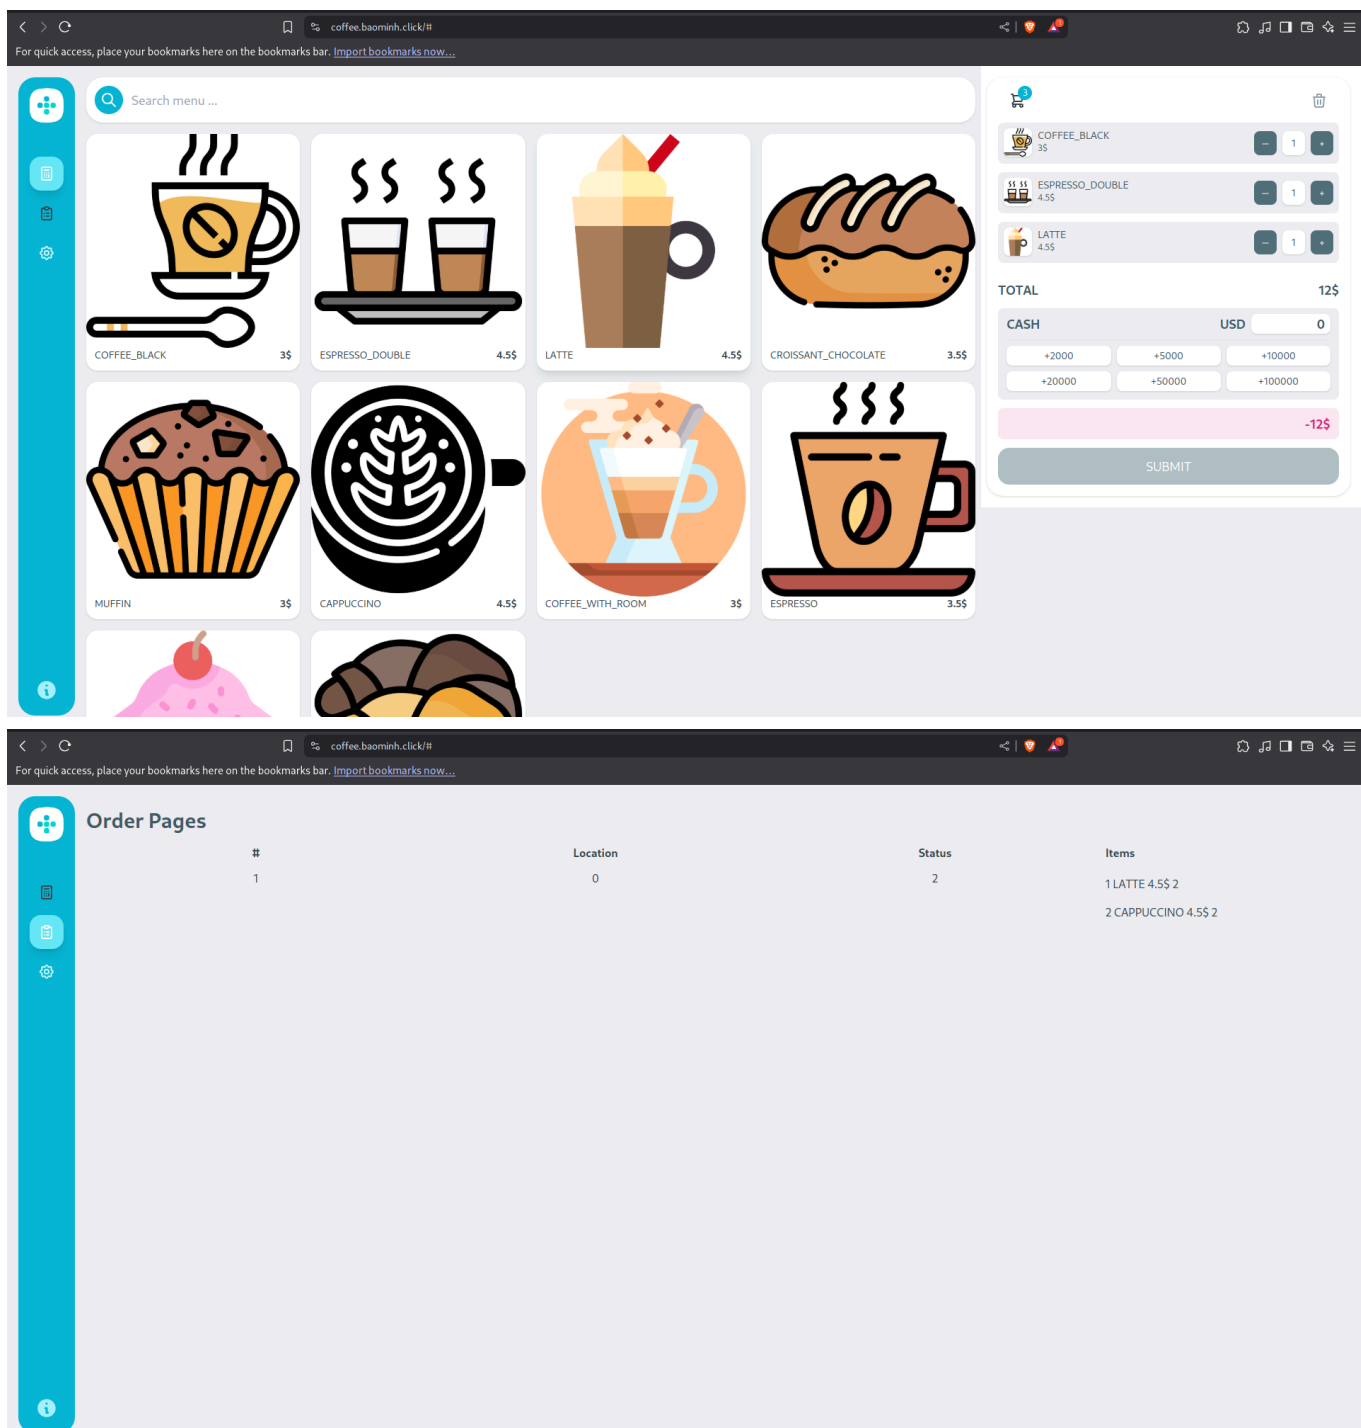 coffee.baominh.click/#
For quick access, place your bookmarks here on the bookmarks bar. Import bookmarks now...
Search menu ...
COFFEE_BLACK 3$
ESPRESSO_DOUBLE 4.5$
LATTE 4.5$
CROISSANT_CHOCOLATE 3.5$
MUFFIN 3$
CAPPUCCINO 4.5$
COFFEE_WITH_ROOM 3$
ESPRESSO 3.5$
3
COFFEE_BLACK
3$
− 1 +
ESPRESSO_DOUBLE
4.5$
− 1 +
LATTE
4.5$
− 1 +
TOTAL 12$
CASH USD 0
+2000 +5000 +10000
+20000 +50000 +100000
-12$
SUBMIT
coffee.baominh.click/#
For quick access, place your bookmarks here on the bookmarks bar. Import bookmarks now...
Order Pages
# Location Status Items
1 0 2 1 LATTE 4.5$ 2
2 CAPPUCCINO 4.5$ 2